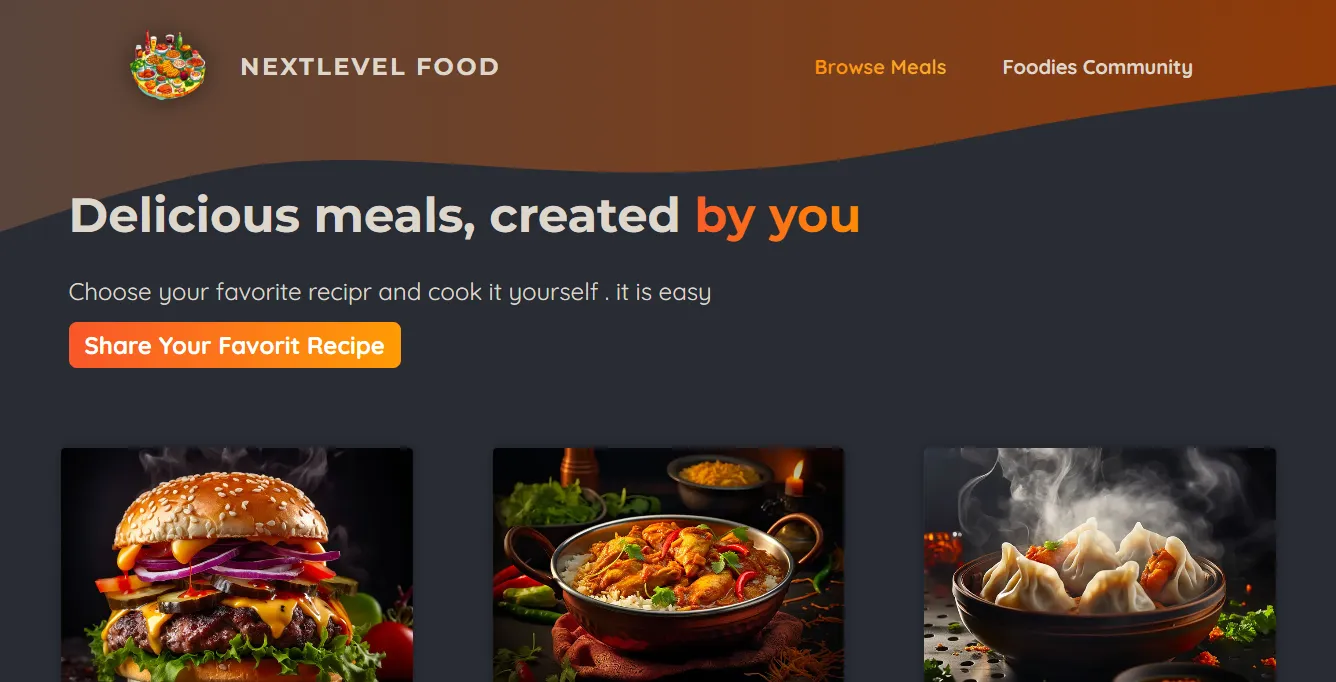 NEXTLEVEL FOOD
Browse Meals
Foodies Community
Delicious meals, created by you
Choose your favorite recipr and cook it yourself . it is easy
Share Your Favorit Recipe